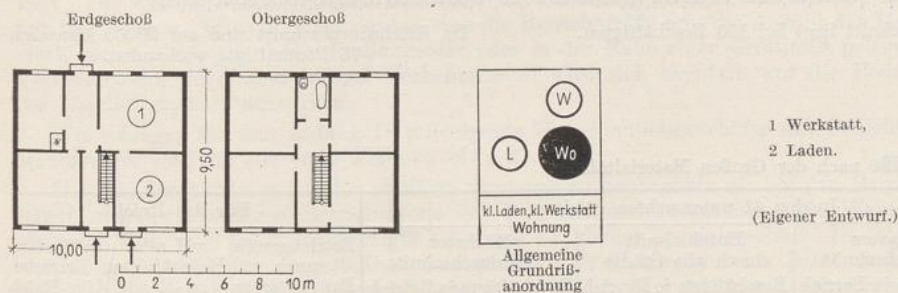 Erdgeschoß
Obergeschoß
1
2
9,50
10,00
0 2 4 6 8 10m
W
L
Wo
kl. Laden, kl. Werkstatt
Wohnung
Allgemeine
Grundriß-
anordnung
1 Werkstatt,
2 Laden.
(Eigener Entwurf.)